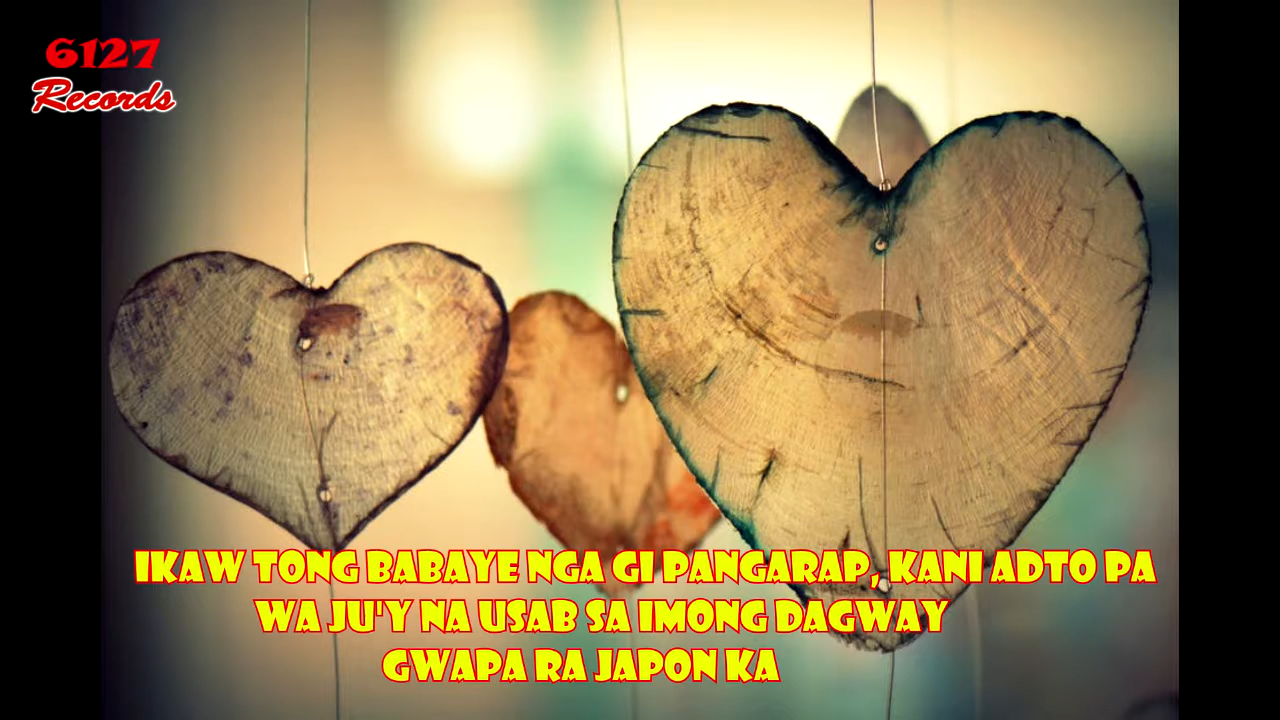 6127
Records
IKAW TONG BABAYE NGA GI PANGARAP, KANI ADTO PA
WA JU'Y NA USAB SA IMONG DAGWAY
GWAPA RA JAPON KA